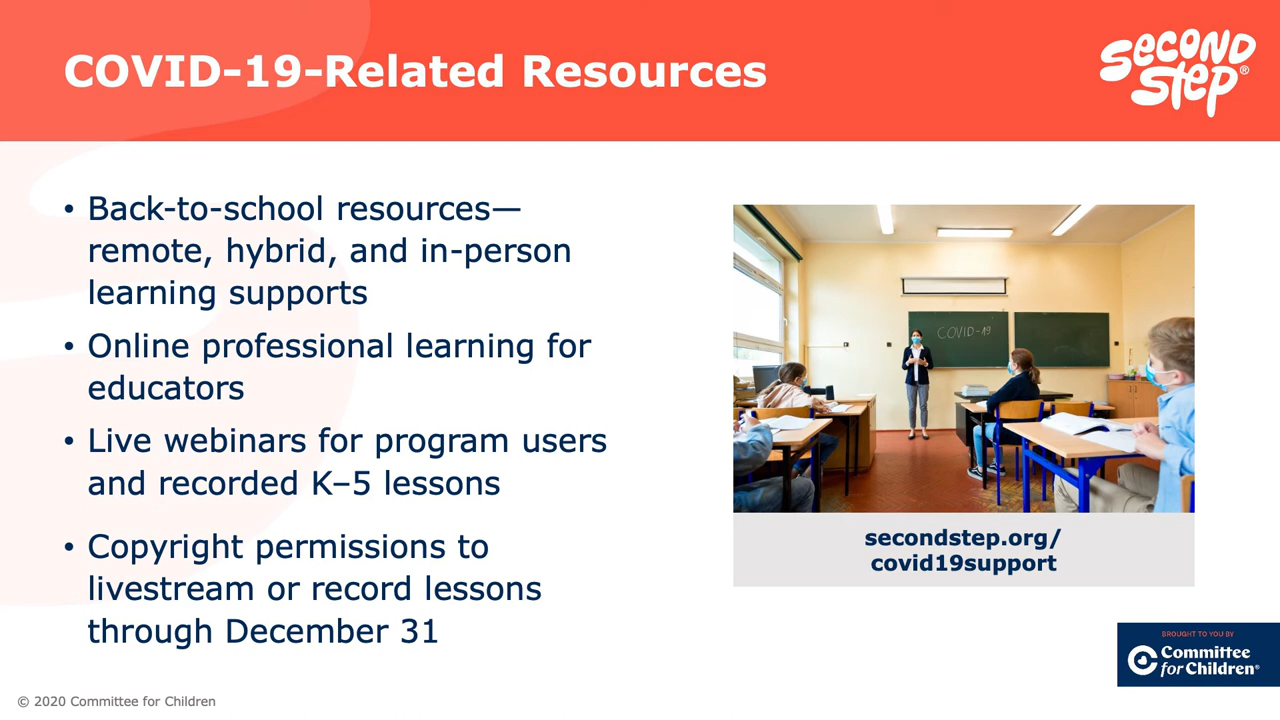 COVID-19-Related Resources
SECOND
STEP®
• Back-to-school resources—
remote, hybrid, and in-person
learning supports
• Online professional learning for
educators
• Live webinars for program users
and recorded K–5 lessons
• Copyright permissions to
livestream or record lessons
through December 31
COVID-19
secondstep.org/
covid19support
BROUGHT TO YOU BY
Committee
for Children®
© 2020 Committee for Children